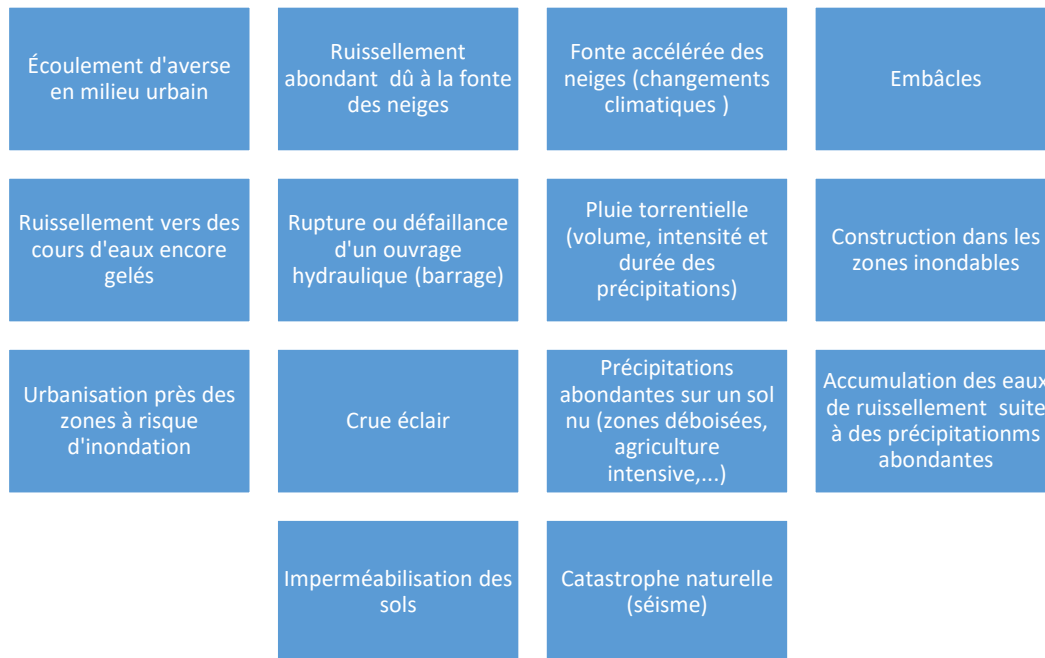 Écoulement d'averse
en milieu urbain
Ruissellement
abondant dû à la fonte
des neiges
Fonte accélérée des
neiges (changements
climatiques )
Embâcles
Ruissellement vers des
cours d'eaux encore
gelés
Rupture ou défaillance
d'un ouvrage
hydraulique (barrage)
Pluie torrentielle
(volume, intensité et
durée des
précipitations)
Construction dans les
zones inondables
Urbanisation près des
zones à risque
d'inondation
Crue éclair
Précipitations
abondantes sur un sol
nu (zones déboisées,
agriculture
intensive,...)
Accumulation des eaux
de ruissellement suite
à des précipitationms
abondantes
Imperméabilisation des
sols
Catastrophe naturelle
(séisme)